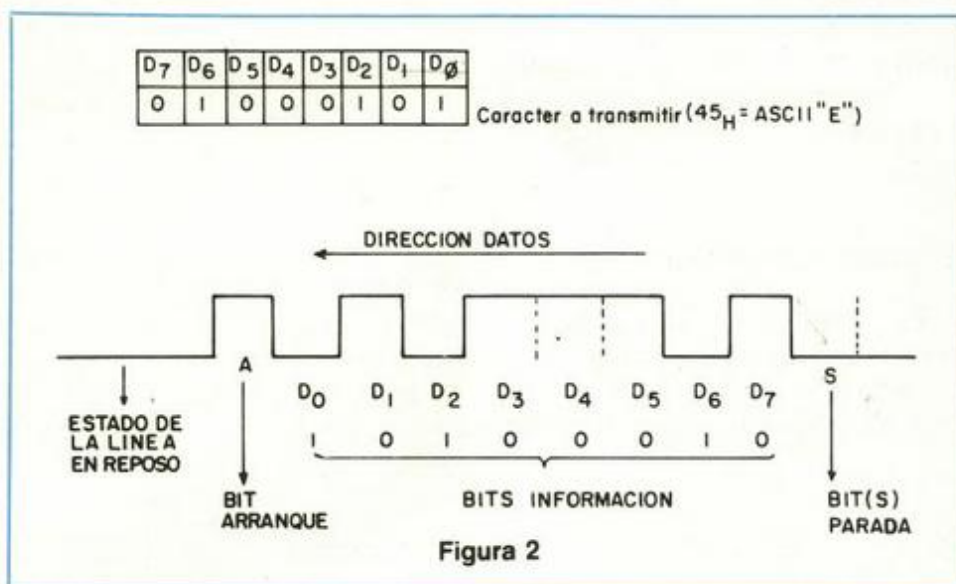 D7 D6 D5 D4 D3 D2 D1 DØ
0 1 0 0 0 1 0 1
Caracter a transmitir (45H = ASCII "E")
DIRECCION DATOS
A
S
D0 D1 D2 D3 D4 D5 D6 D7
1 0 1 0 0 0 1 0
ESTADO DE
LA LINEA
EN REPOSO
BIT
ARRANQUE
BITS INFORMACION
BIT(S)
PARADA
Figura 2